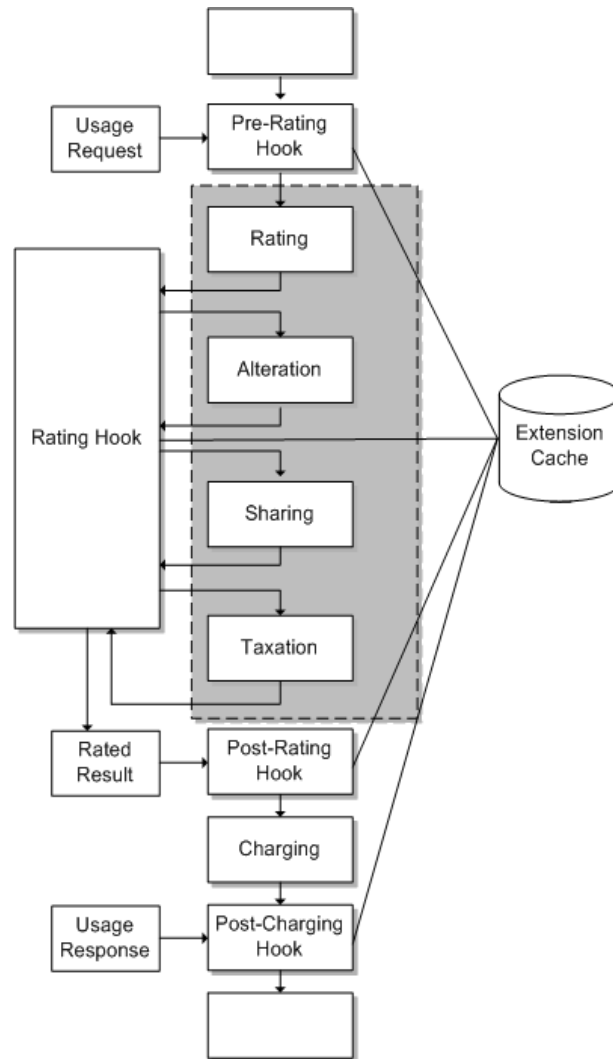 Usage
Request
Pre-Rating
Hook
Rating
Alteration
Rating Hook
Extension
Cache
Sharing
Taxation
Rated
Result
Post-Rating
Hook
Charging
Usage
Response
Post-Charging
Hook